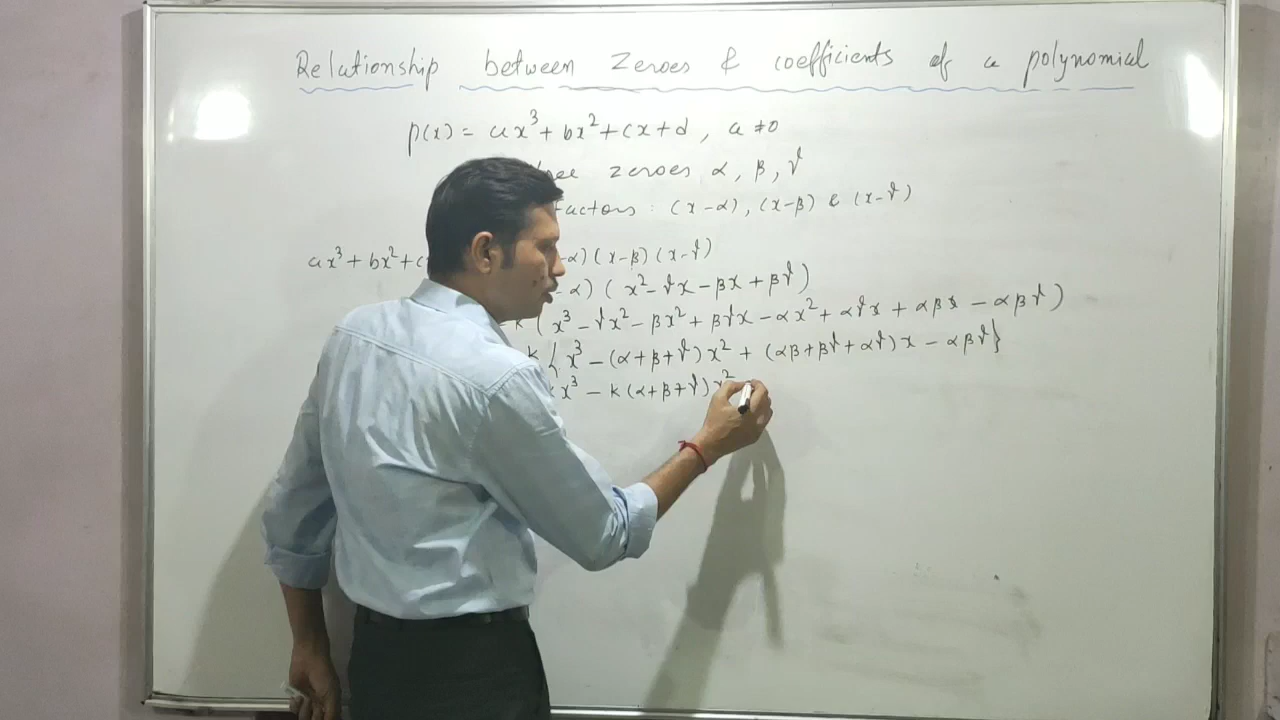 Relationship between zeroes & coefficients of a polynomial
p(x) = ax³ + bx² + cx + d, a ≠ 0
zeroes α, β, γ
factors : (x-α), (x-β) & (x-γ)
ax³ + bx² + -α) (x-β) (x-γ)
-α) ( x² - γx - βx + βγ )
K ( x³ - γx² - βx² + βγx - αx² + αγx + αβx - αβγ )
K { x³ - (α+β+γ) x² + (αβ+βγ+αγ) x - αβγ }
x³ - K (α+β+γ) x²